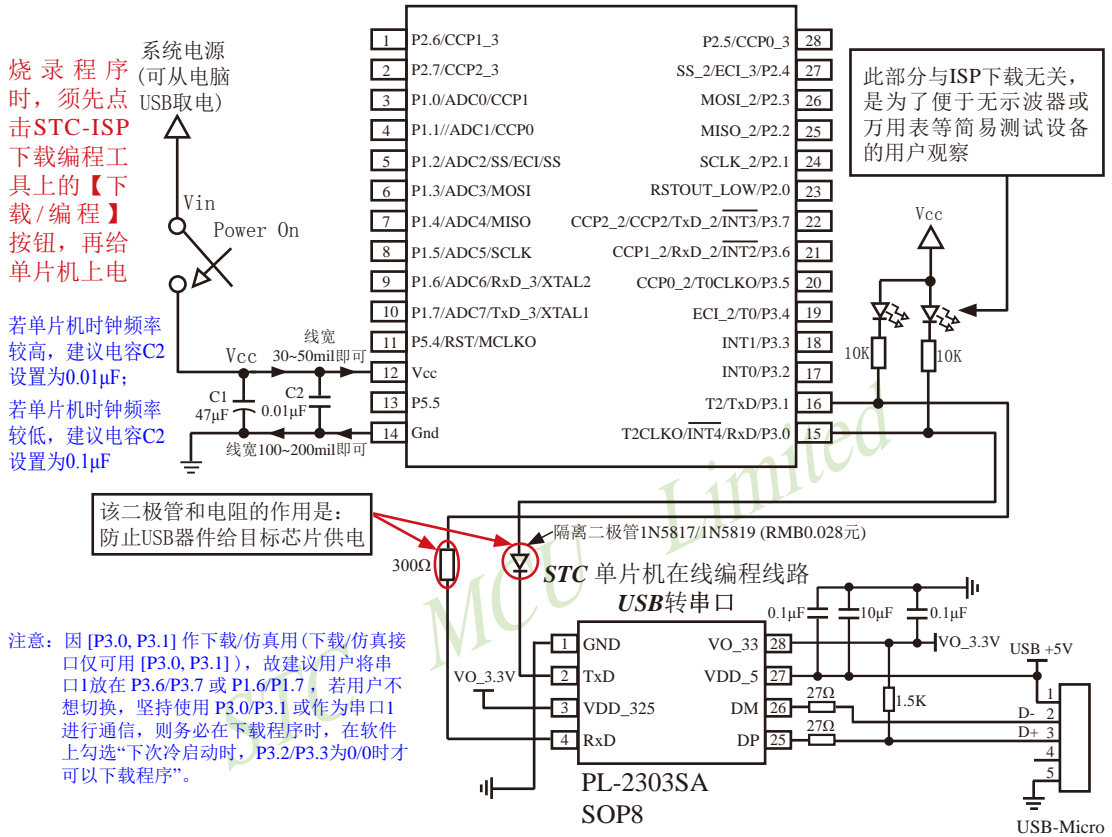 烧录程序
时，须先点
击STC-ISP
下载编程工
具上的【下
载/编程】
按钮，再给
单片机上电
系统电源
(可从电脑
USB取电)
Vin
Power On
若单片机时钟频率
较高，建议电容C2
设置为0.01μF；
若单片机时钟频率
较低，建议电容C2
设置为0.1μF
Vcc
线宽
30~50mil即可
C1
47μF
C2
0.01μF
线宽100~200mil即可
1 P2.6/CCP1_3
2 P2.7/CCP2_3
3 P1.0/ADC0/CCP1
4 P1.1//ADC1/CCP0
5 P1.2/ADC2/SS/ECI/SS
6 P1.3/ADC3/MOSI
7 P1.4/ADC4/MISO
8 P1.5/ADC5/SCLK
9 P1.6/ADC6/RxD_3/XTAL2
10 P1.7/ADC7/TxD_3/XTAL1
11 P5.4/RST/MCLKO
12 Vcc
13 P5.5
14 Gnd
P2.5/CCP0_3 28
SS_2/ECI_3/P2.4 27
MOSI_2/P2.3 26
MISO_2/P2.2 25
SCLK_2/P2.1 24
RSTOUT_LOW/P2.0 23
CCP2_2/CCP2/TxD_2/INT3/P3.7 22
CCP1_2/RxD_2/INT2/P3.6 21
CCP0_2/T0CLKO/P3.5 20
ECI_2/T0/P3.4 19
INT1/P3.3 18
INT0/P3.2 17
T2/TxD/P3.1 16
T2CLKO/INT4/RxD/P3.0 15
此部分与ISP下载无关，
是为了便于无示波器或
万用表等简易测试设备
的用户观察
Vcc
10K
10K
该二极管和电阻的作用是：
防止USB器件给目标芯片供电
300Ω
隔离二极管1N5817/1N5819 (RMB0.028元)
STC 单片机在线编程线路
USB转串口
注意：因 [P3.0, P3.1] 作下载/仿真用(下载/仿真接
口仅可用 [P3.0, P3.1] )，故建议用户将串
口1放在 P3.6/P3.7 或 P1.6/P1.7 ，若用户不
想切换，坚持使用 P3.0/P3.1 或作为串口1
进行通信，则务必在下载程序时，在软件
上勾选“下次冷启动时，P3.2/P3.3为0/0时才
可以下载程序”。
VO_3.3V
1 GND
2 TxD
3 VDD_325
4 RxD
VO_33 28
VDD_5 27
DM 26
DP 25
PL-2303SA
SOP8
0.1μF
10μF
0.1μF
VO_3.3V
27Ω
27Ω
1.5K
USB +5V
1
D- 2
D+ 3
4
5
USB-Micro
STC MCU Limited